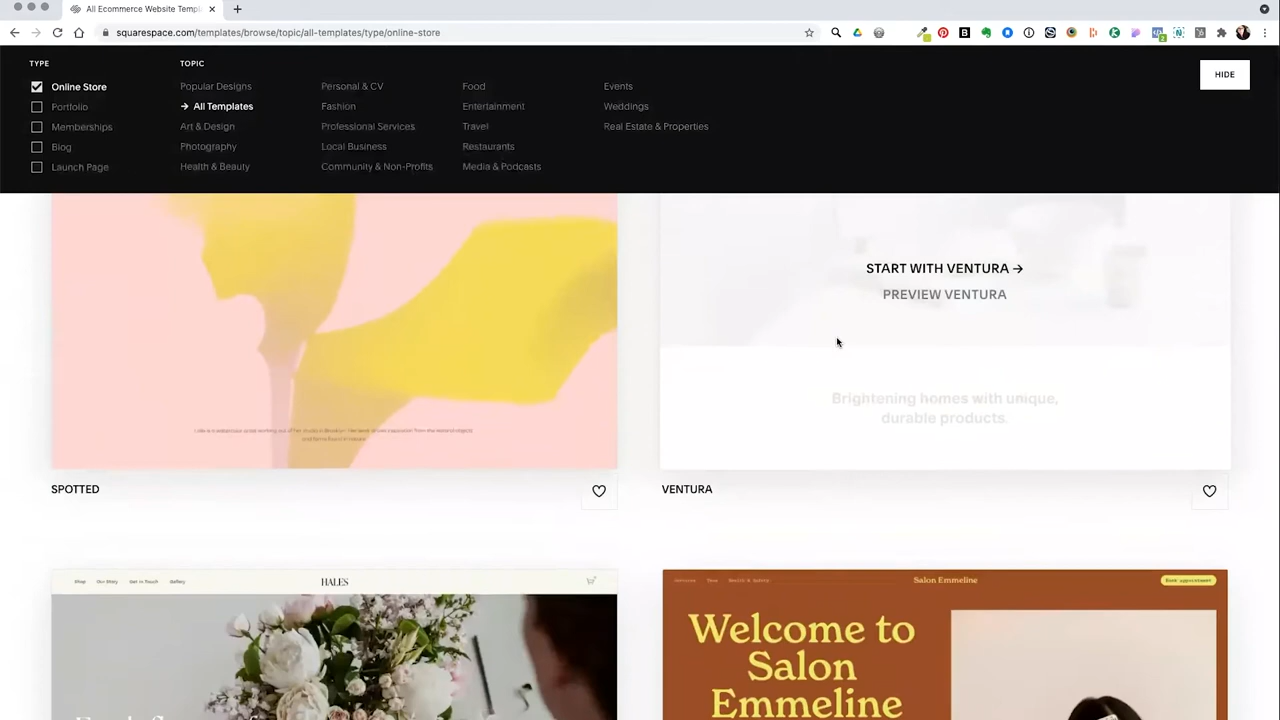 All Ecommerce Website Templ
squarespace.com/templates/browse/topic/all-templates/type/online-store
TYPE
Online Store
Portfolio
Memberships
Blog
Launch Page
TOPIC
Popular Designs
→ All Templates
Art & Design
Photography
Health & Beauty
Personal & CV
Fashion
Professional Services
Local Business
Community & Non-Profits
Food
Entertainment
Travel
Restaurants
Media & Podcasts
Events
Weddings
Real Estate & Properties
HIDE
START WITH VENTURA →
PREVIEW VENTURA
Brightening homes with unique,
durable products.
SPOTTED
VENTURA
Shop Our Story Get in Touch Gallery
HALES
Services Team Health & Safety
Salon Emmeline
Book appointment
Welcome to
Salon
Emmeline